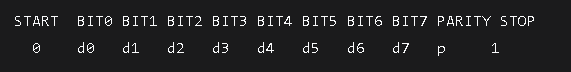 START BIT0 BIT1 BIT2 BIT3 BIT4 BIT5 BIT6 BIT7 PARITY STOP
0 d0 d1 d2 d3 d4 d5 d6 d7 p 1